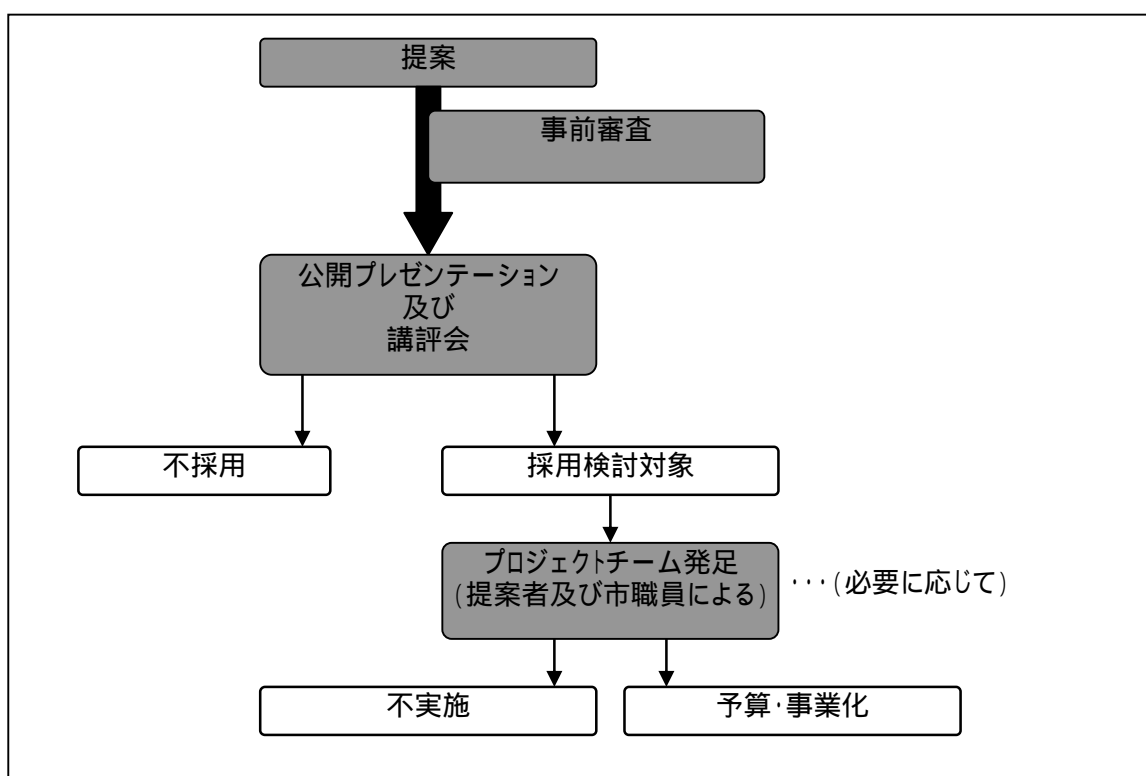 提案
事前審査
公開プレゼンテーション
及び
講評会
不採用
採用検討対象
プロジェクトチーム発足
(提案者及び市職員による)
・・・(必要に応じて)
不実施
予算・事業化